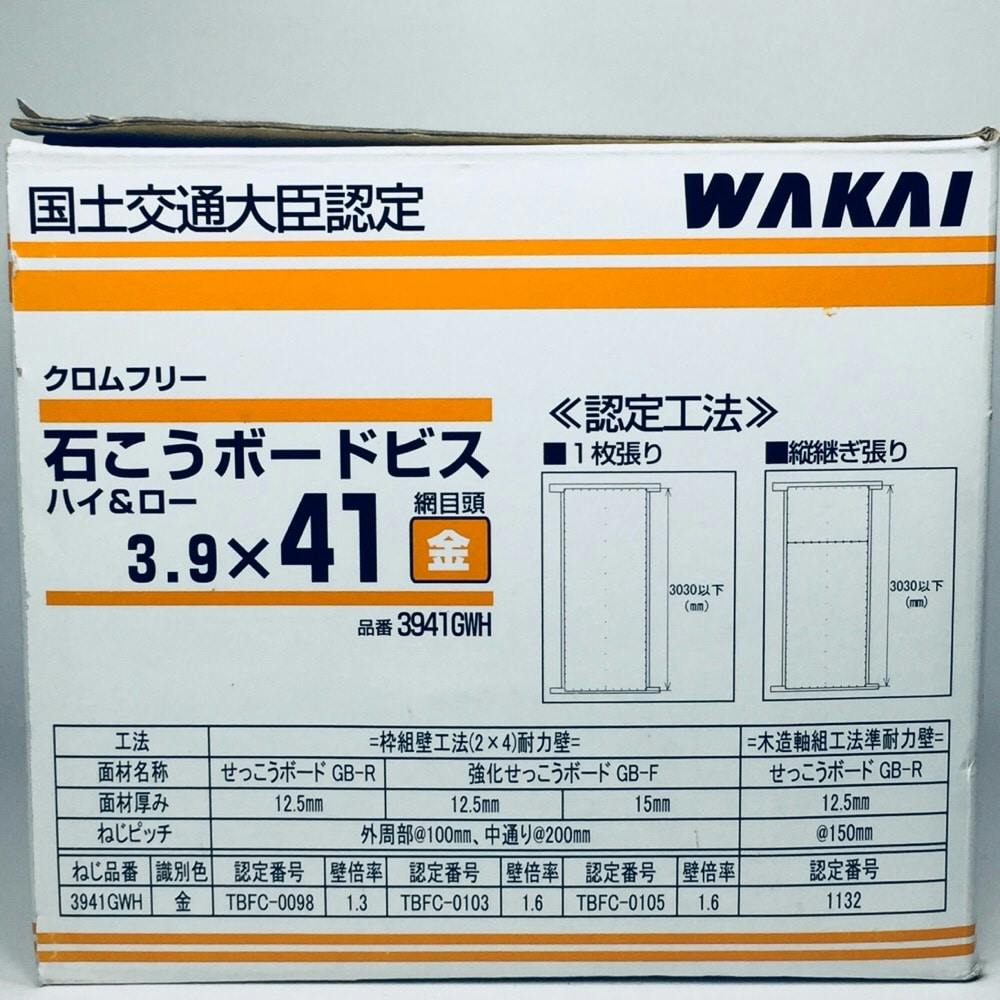 国土交通大臣認定
WAKAI
クロムフリー
石こうボードビス
ハイ&ロー
網目頭
3.9×41
金
品番 3941GWH
≪認定工法≫
■1枚張り
■縦継ぎ張り
3030以下
(mm)
3030以下
(mm)
工法 =枠組壁工法(2×4)耐力壁= =木造軸組工法準耐力壁=
面材名称 せっこうボード GB-R 強化せっこうボード GB-F せっこうボード GB-R
面材厚み 12.5mm 12.5mm 15mm 12.5mm
ねじピッチ 外周部@100mm、中通り@200mm @150mm
ねじ品番 識別色 認定番号 壁倍率 認定番号 壁倍率 認定番号 壁倍率 認定番号
3941GWH 金 TBFC-0098 1.3 TBFC-0103 1.6 TBFC-0105 1.6 1132